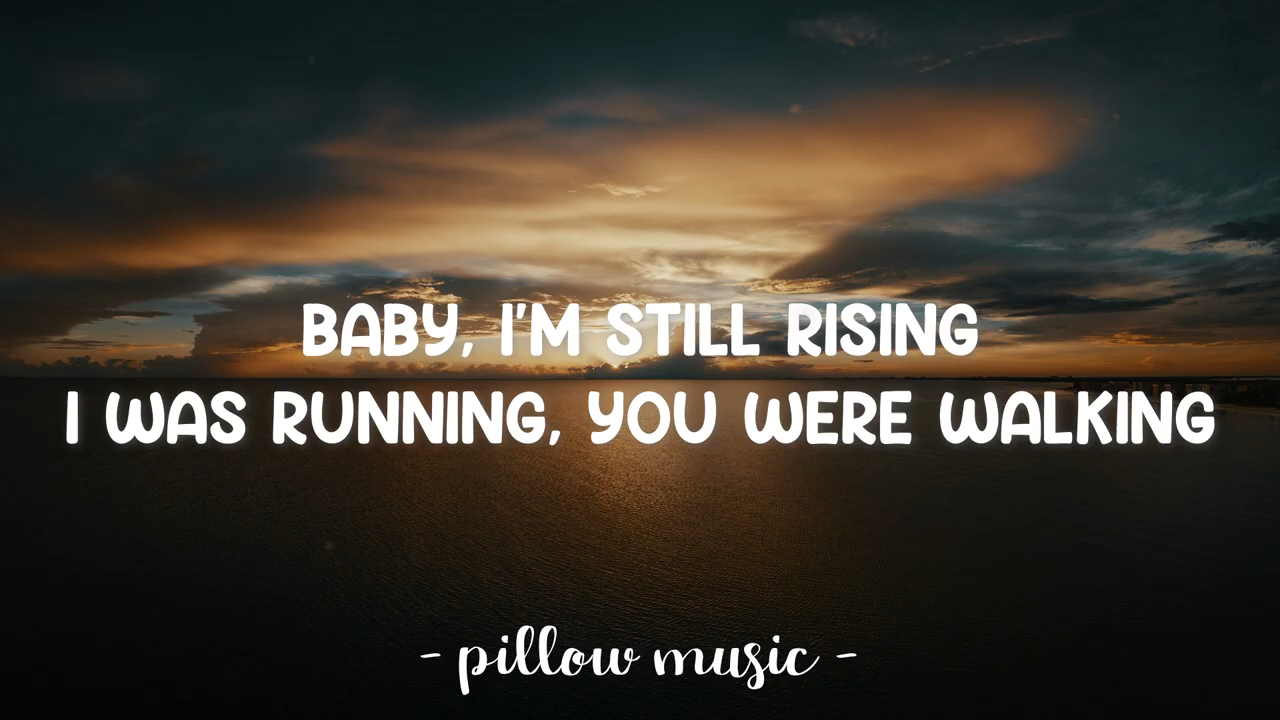 BABY, I'M STILL RISING
I WAS RUNNING, YOU WERE WALKING
- pillow music -